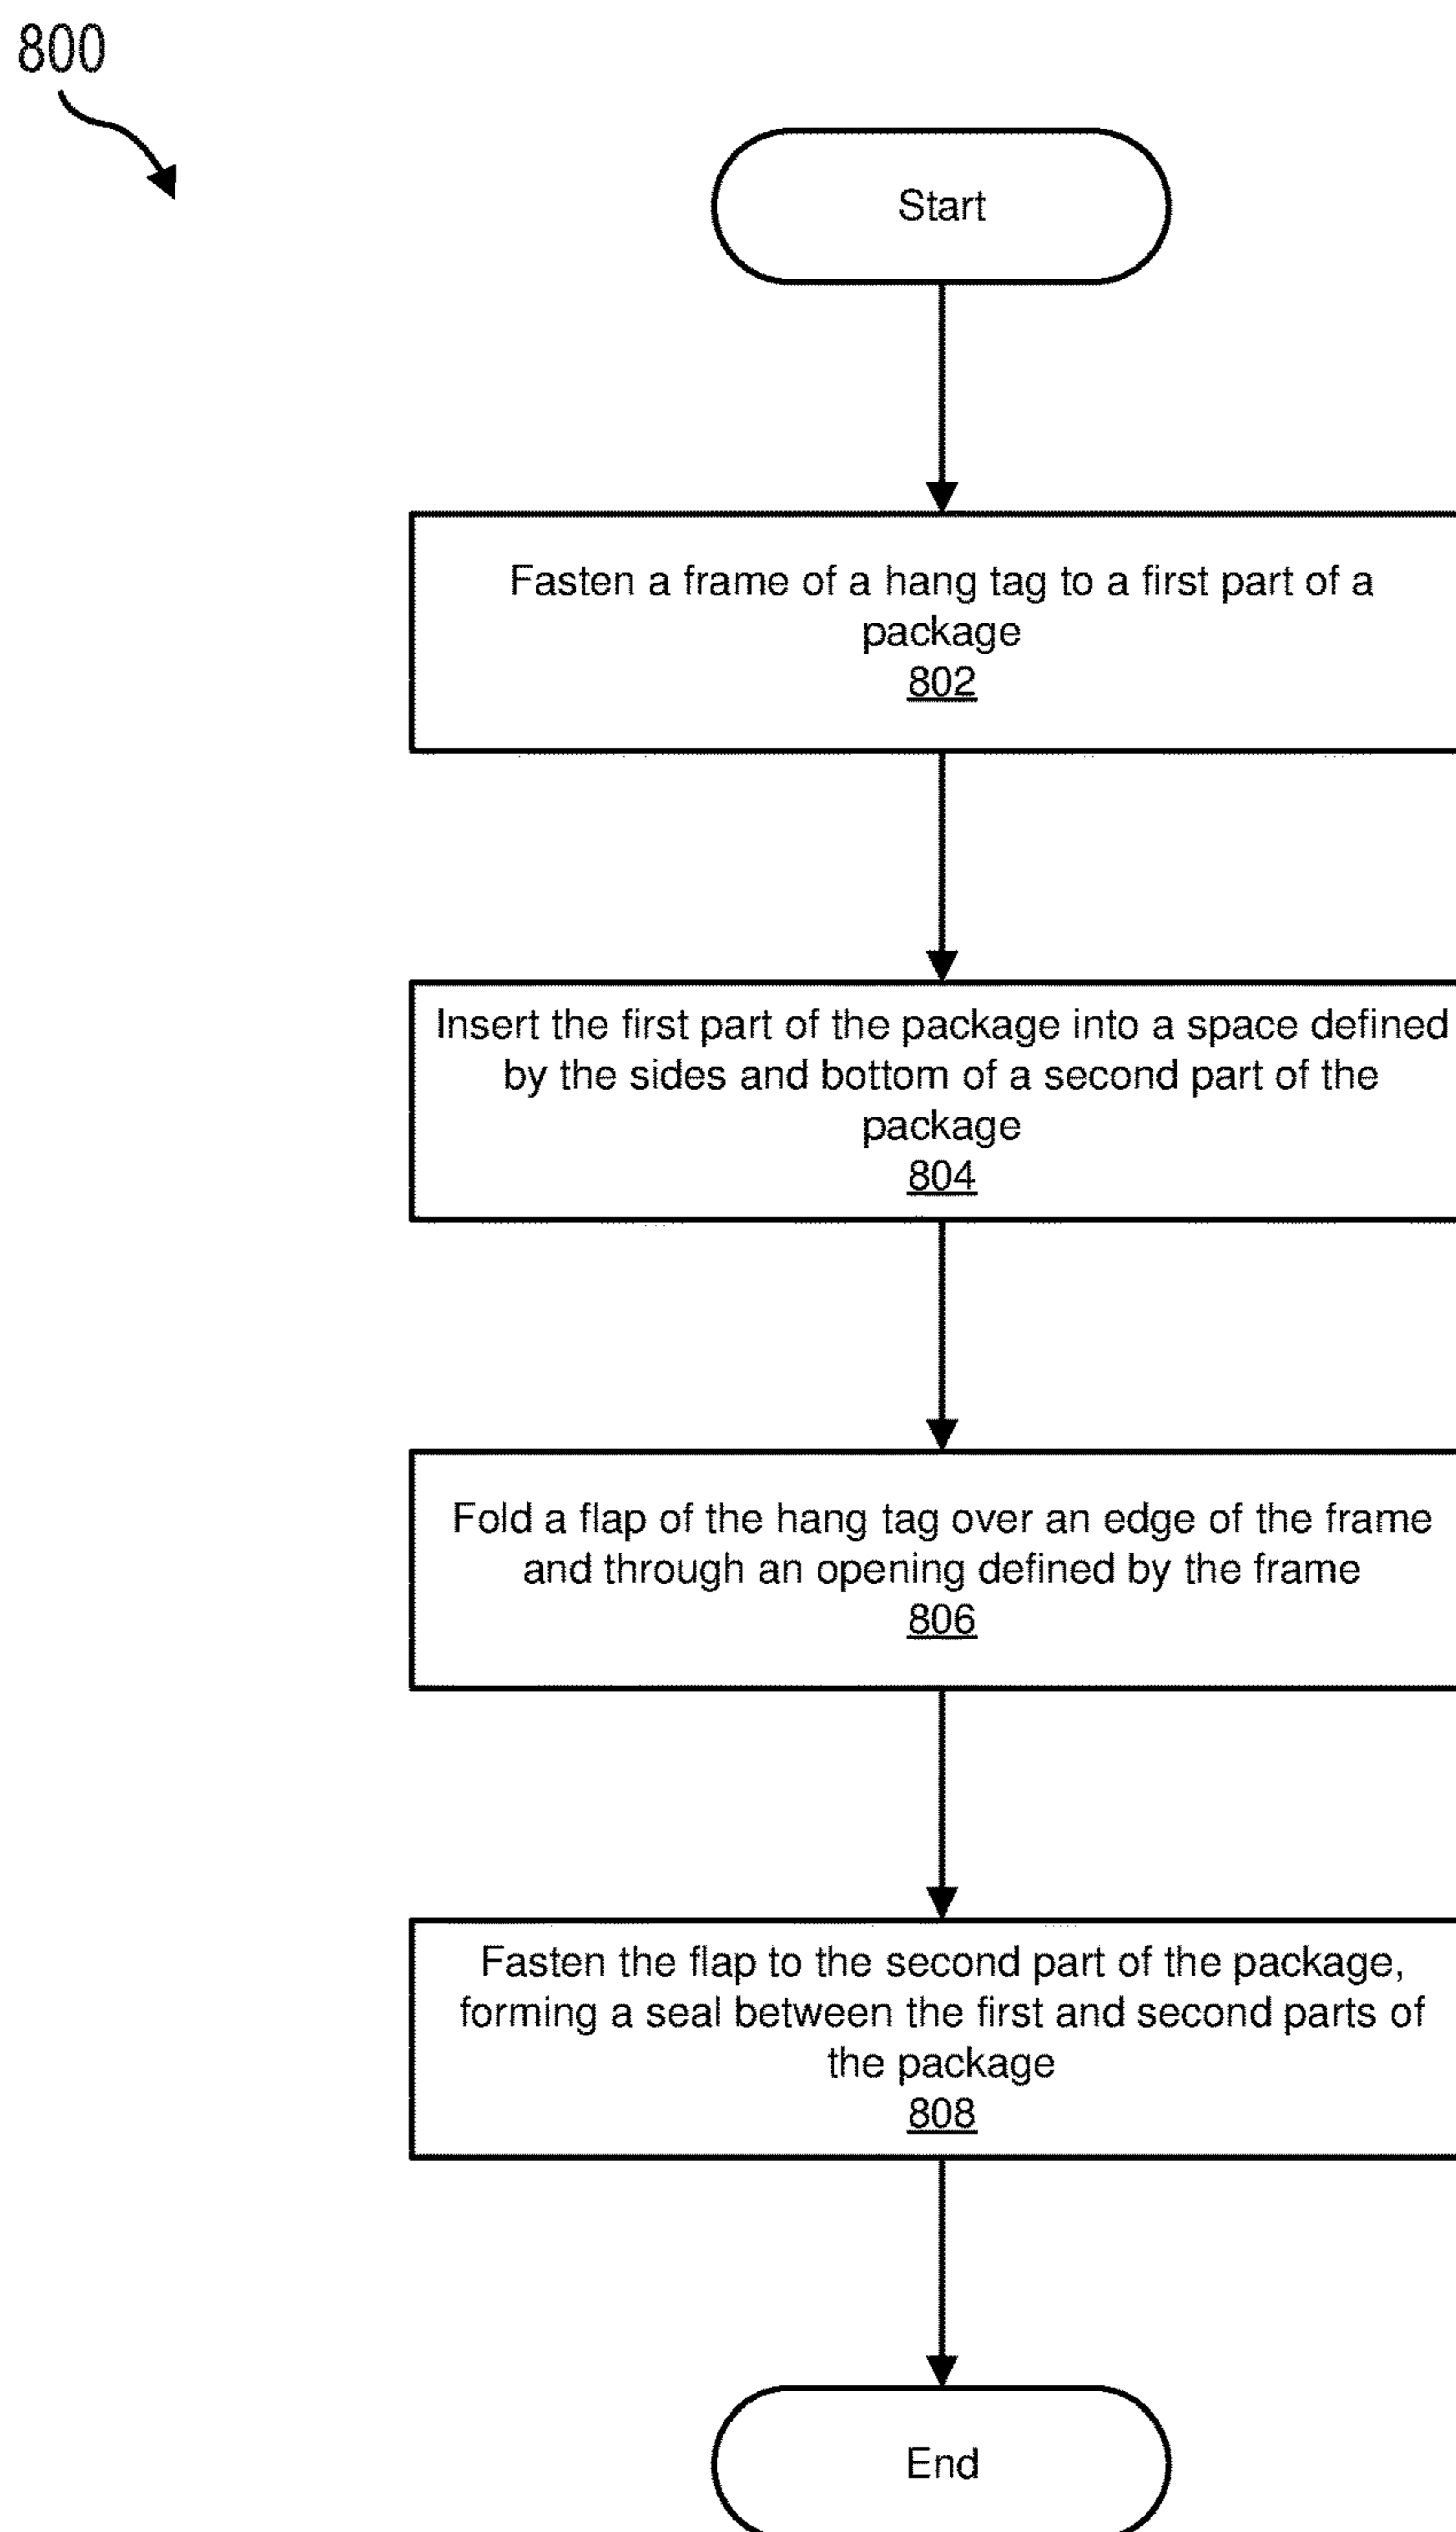 800
Start
Fasten a frame of a hang tag to a first part of a
package
802
Insert the first part of the package into a space defined
by the sides and bottom of a second part of the
package
804
Fold a flap of the hang tag over an edge of the frame
and through an opening defined by the frame
806
Fasten the flap to the second part of the package,
forming a seal between the first and second parts of
the package
808
End